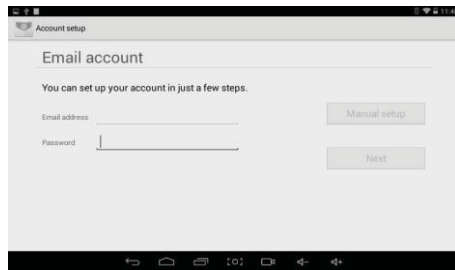 Account setup
Email account
You can set up your account in just a few steps.
Email address
Manual setup
Password
Next